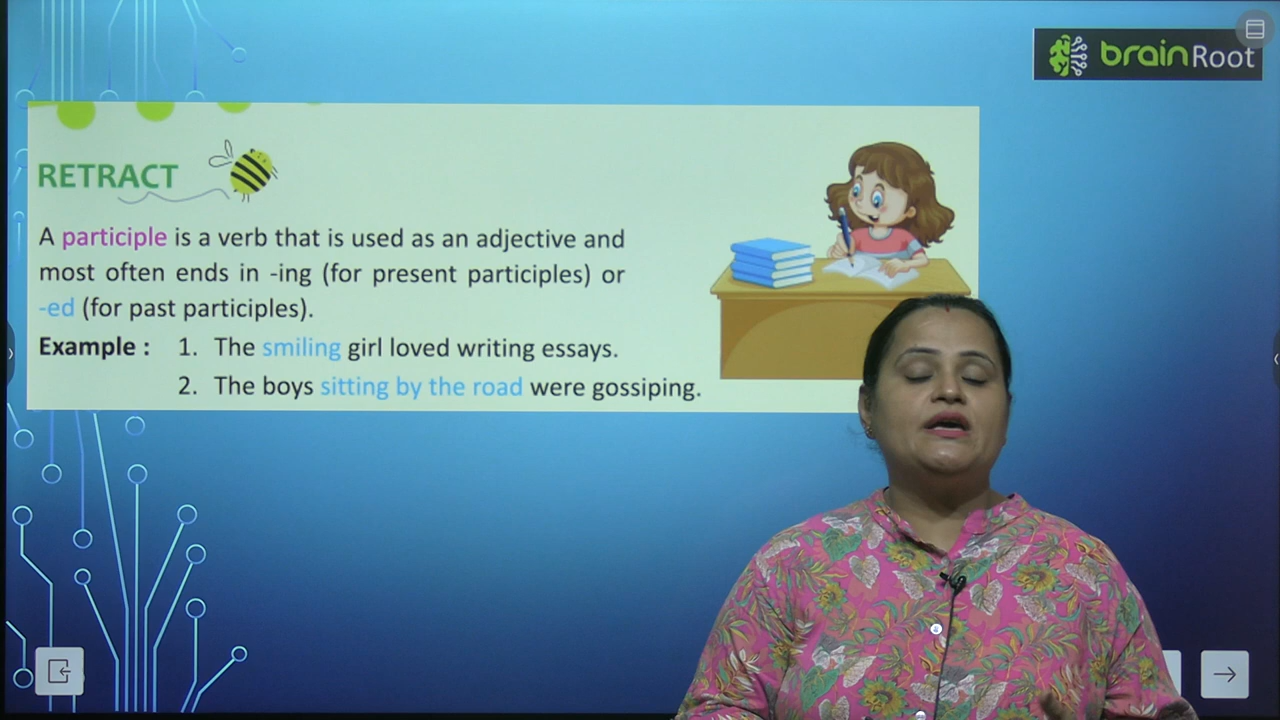 brainRoot
RETRACT
A participle is a verb that is used as an adjective and
most often ends in -ing (for present participles) or
-ed (for past participles).
Example : 1. The smiling girl loved writing essays.
2. The boys sitting by the road were gossiping.